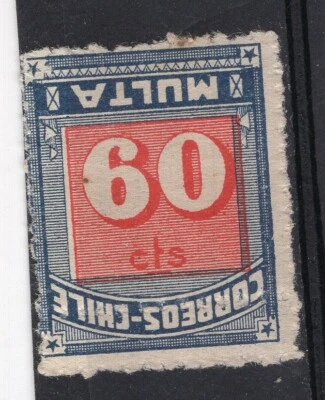 MULTA
60
cts
CORREOS-CHILE